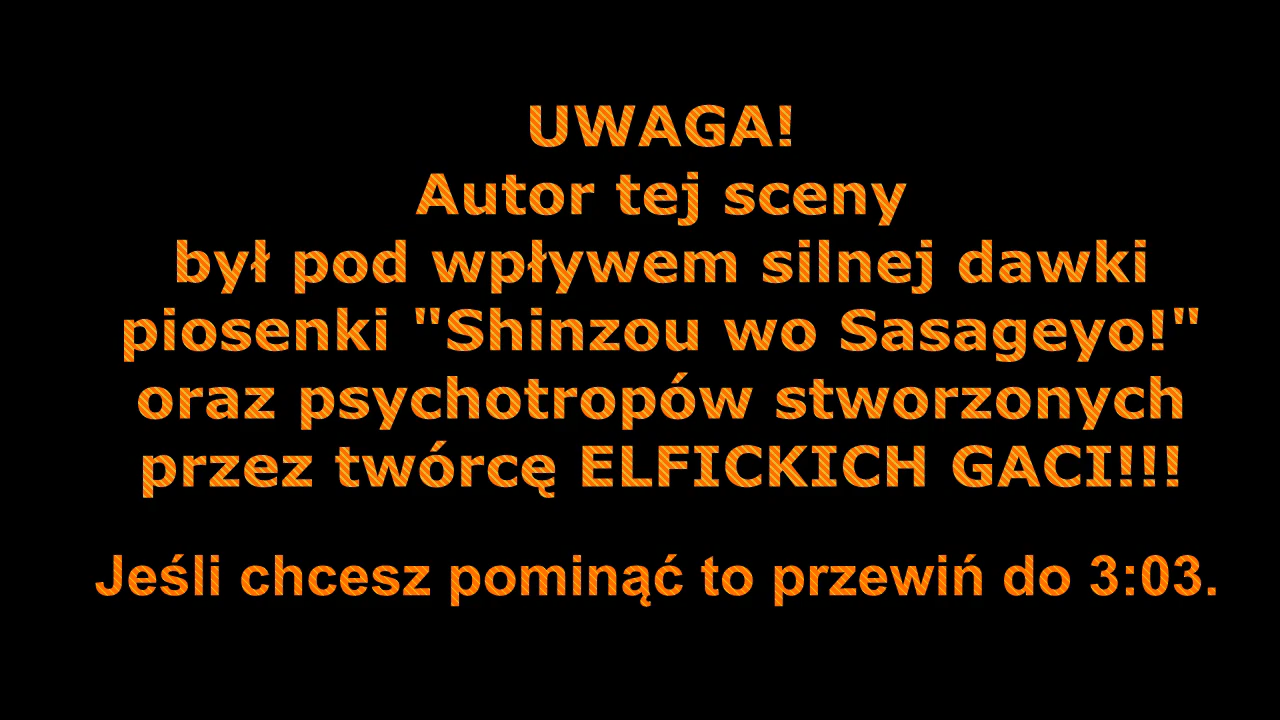 UWAGA!
Autor tej sceny
był pod wpływem silnej dawki
piosenki "Shinzou wo Sasageyo!"
oraz psychotropów stworzonych
przez twórcę ELFICKICH GACI!!!
Jeśli chcesz pominąć to przewiń do 3:03.